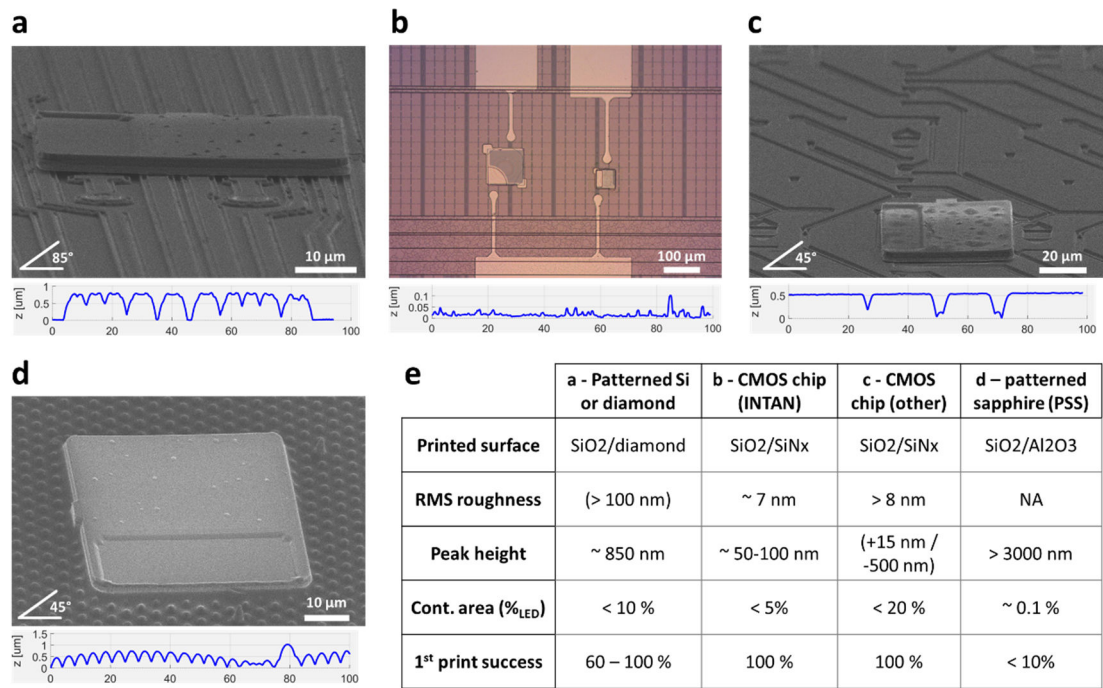 a
85°
10 µm
z [um]
1
0.5
0
0 20 40 60 80 100
b
100 µm
z [um]
0.1
0.05
0
0 20 40 60 80 100
c
45°
20 µm
z [um]
0.5
0
0 20 40 60 80 100
d
45°
10 µm
z [um]
1.5
1
0.5
0
0 20 40 60 80 100
e
a - Patterned Si or diamond
b - CMOS chip (INTAN)
c - CMOS chip (other)
d – patterned sapphire (PSS)
Printed surface
SiO2/diamond
SiO2/SiNx
SiO2/SiNx
SiO2/Al2O3
RMS roughness
(> 100 nm)
~ 7 nm
> 8 nm
NA
Peak height
~ 850 nm
~ 50-100 nm
(+15 nm / -500 nm)
> 3000 nm
Cont. area (%LED)
< 10 %
< 5%
< 20 %
~ 0.1 %
1st print success
60 – 100 %
100 %
100 %
< 10%